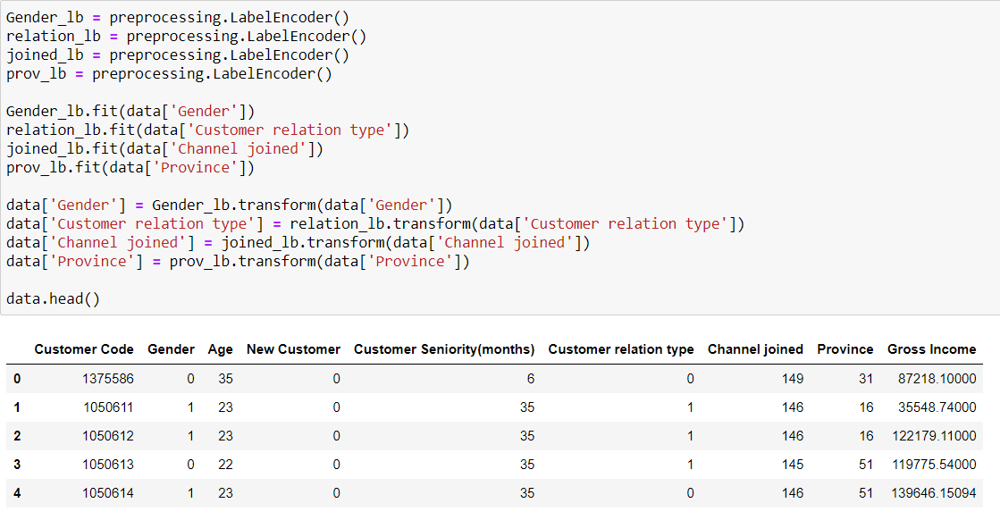 Gender_lb = preprocessing.LabelEncoder()
relation_lb = preprocessing.LabelEncoder()
joined_lb = preprocessing.LabelEncoder()
prov_lb = preprocessing.LabelEncoder()
Gender_lb.fit(data['Gender'])
relation_lb.fit(data['Customer relation type'])
joined_lb.fit(data['Channel joined'])
prov_lb.fit(data['Province'])
data['Gender'] = Gender_lb.transform(data['Gender'])
data['Customer relation type'] = relation_lb.transform(data['Customer relation type'])
data['Channel joined'] = joined_lb.transform(data['Channel joined'])
data['Province'] = prov_lb.transform(data['Province'])
data.head()
Customer Code Gender Age New Customer Customer Seniority(months) Customer relation type Channel joined Province Gross Income
0 1375586 0 35 0 6 0 149 31 87218.10000
1 1050611 1 23 0 35 1 146 16 35548.74000
2 1050612 1 23 0 35 1 146 16 122179.11000
3 1050613 0 22 0 35 1 145 51 119775.54000
4 1050614 1 23 0 35 0 146 51 139646.15094